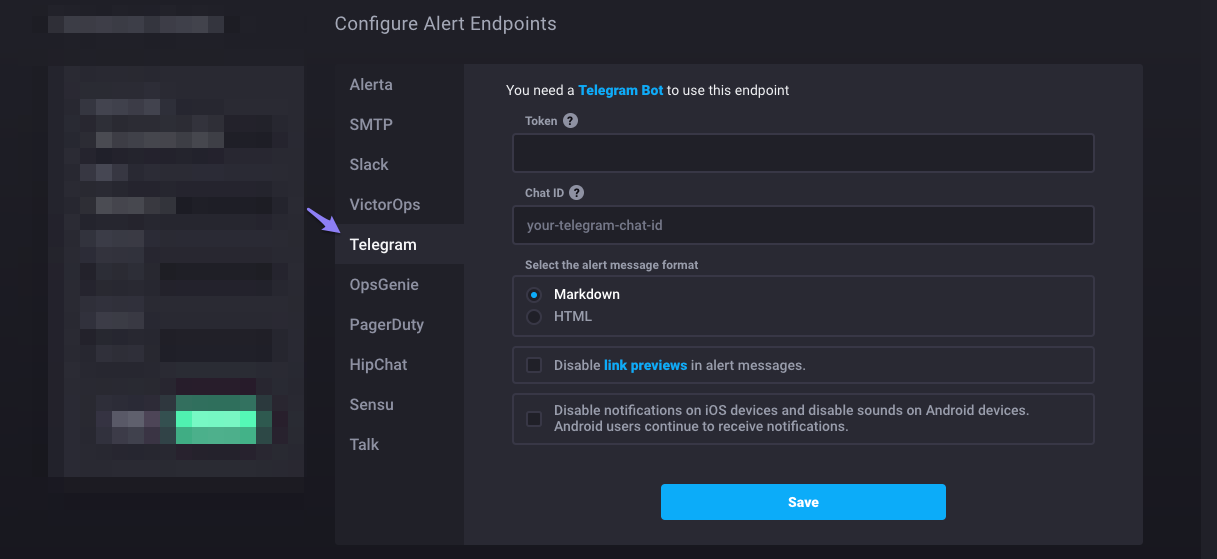 Configure Alert Endpoints
Alerta
SMTP
Slack
VictorOps
Telegram
OpsGenie
PagerDuty
HipChat
Sensu
Talk
You need a Telegram Bot to use this endpoint
Token ?
Chat ID ?
your-telegram-chat-id
Select the alert message format
Markdown
HTML
Disable link previews in alert messages.
Disable notifications on iOS devices and disable sounds on Android devices.
Android users continue to receive notifications.
Save